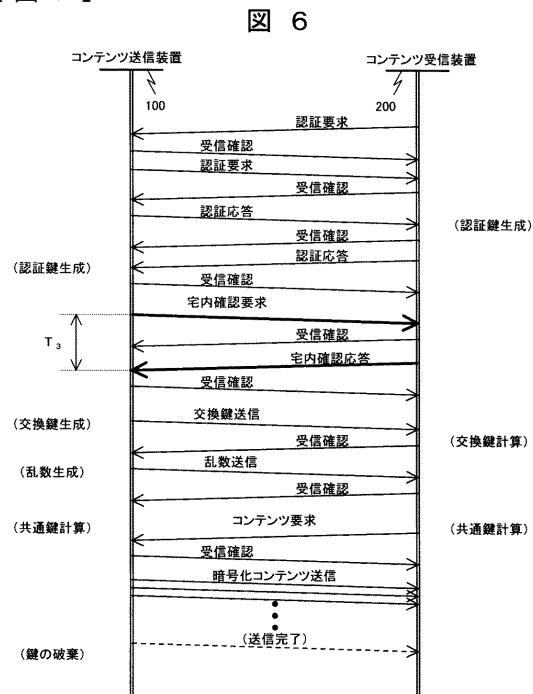 図 6
コンテンツ送信装置
コンテンツ受信装置
100
200
認証要求
受信確認
認証要求
受信確認
認証応答
(認証鍵生成)
受信確認
認証応答
(認証鍵生成)
受信確認
宅内確認要求
受信確認
T₃
宅内確認応答
受信確認
交換鍵送信
(交換鍵生成)
受信確認
(交換鍵計算)
乱数送信
(乱数生成)
受信確認
コンテンツ要求
(共通鍵計算)
(共通鍵計算)
受信確認
暗号化コンテンツ送信
(送信完了)
(鍵の破棄)